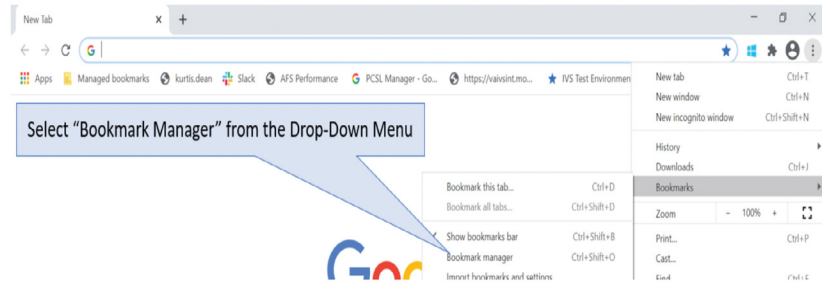 New Tab
Apps Managed bookmarks kurtis.dean Slack AFS Performance PCSL Manager - Go... https://vaivsint.mo... IVS Test Environmen
Select “Bookmark Manager” from the Drop-Down Menu
New tab Ctrl+T
New window Ctrl+N
New incognito window Ctrl+Shift+N
History
Downloads Ctrl+J
Bookmarks
Zoom - 100% +
Print... Ctrl+P
Cast...
Find Ctrl+F
Bookmark this tab... Ctrl+D
Bookmark all tabs... Ctrl+Shift+D
Show bookmarks bar Ctrl+Shift+B
Bookmark manager Ctrl+Shift+O
Import bookmarks and settings
Goo